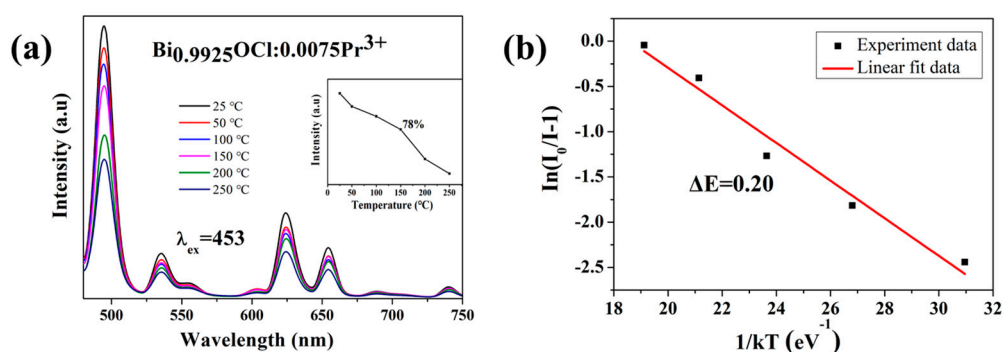 (a)
Bi0.9925OCl:0.0075Pr3+
25 ℃
50 ℃
100 ℃
150 ℃
200 ℃
250 ℃
λex=453
Intensity (a.u)
Wavelength (nm)
500 550 600 650 700 750
Intensity (a.u)
78%
0 50 100 150 200 250
Temperature (℃)
(b)
Experiment data
Linear fit data
ΔE=0.20
ln(I0/I-1)
0.0
-0.5
-1.0
-1.5
-2.0
-2.5
18 20 22 24 26 28 30 32
1/kT (eV-1)